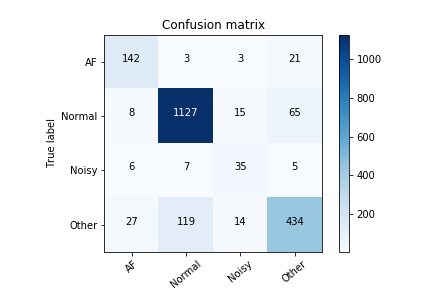 Confusion matrix
True label
AF 142 3 3 21
Normal 8 1127 15 65
Noisy 6 7 35 5
Other 27 119 14 434
AF Normal Noisy Other
1000
800
600
400
200